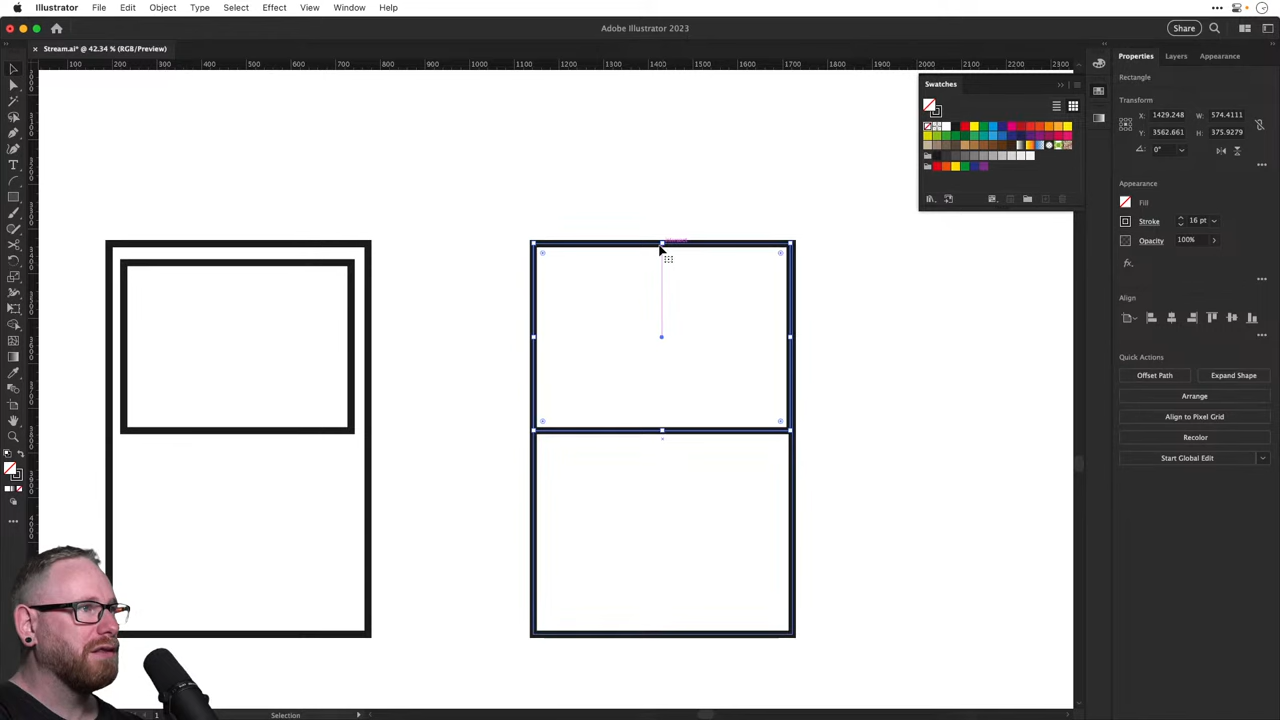 Illustrator File Edit Object Type Select Effect View Window Help
Adobe Illustrator 2023
Share
× Stream.ai* @ 42.34 % (RGB/Preview)
100 200 300 400 500 600 700 800 900 1000 1100 1200 1300 1400 1500 1600 1700 1800 1900 2000 2100 2200 2300
Swatches
Properties Layers Appearance
Rectangle
Transform
X: 1429.248 W: 574.4111
Y: 3562.661 H: 375.9279
0°
Appearance
Fill
Stroke 16 pt
Opacity 100%
fx
Align
Quick Actions
Offset Path Expand Shape
Arrange
Align to Pixel Grid
Recolor
Start Global Edit
1 Selection